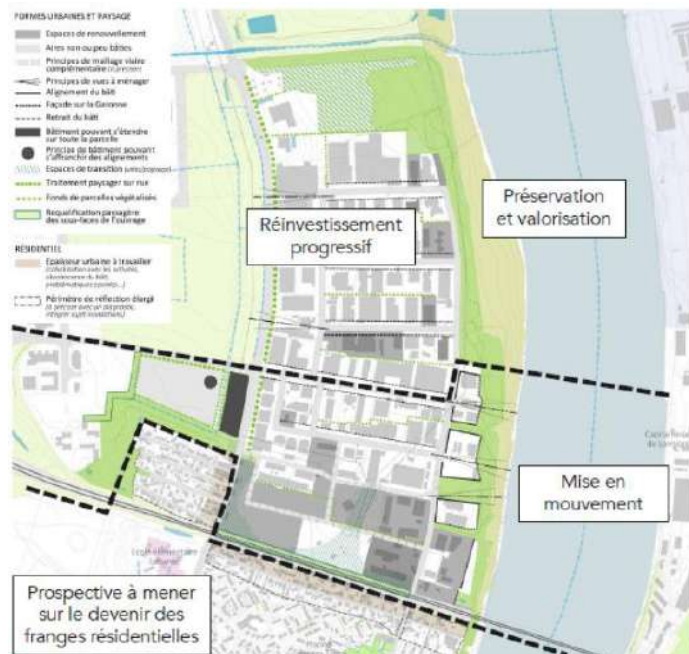 FORMES URBAINES ET PAYSAGE
Espaces de renouvellement
Aires non ou peu bâties
Principes de maillage viaire
complémentaire
Principes de vues à ménager
Alignement du bâti
Façade sur la Garonne
Retrait du bâti
Bâtiment pouvant s'étendre
sur toute la parcelle
Principe de bâtiment pouvant
s'affranchir des alignements
Espaces de transition
Traitement paysager sur rue
Fonds de parcelles végétalisés
Requalification paysagère
des sous-faces de l'ouvrage
RÉSIDENTIEL
Epaisseur urbaine à travailler
Périmètre de réflection élargi
Réinvestissement
progressif
Préservation
et valorisation
Mise en
mouvement
Prospective à mener
sur le devenir des
franges résidentielles